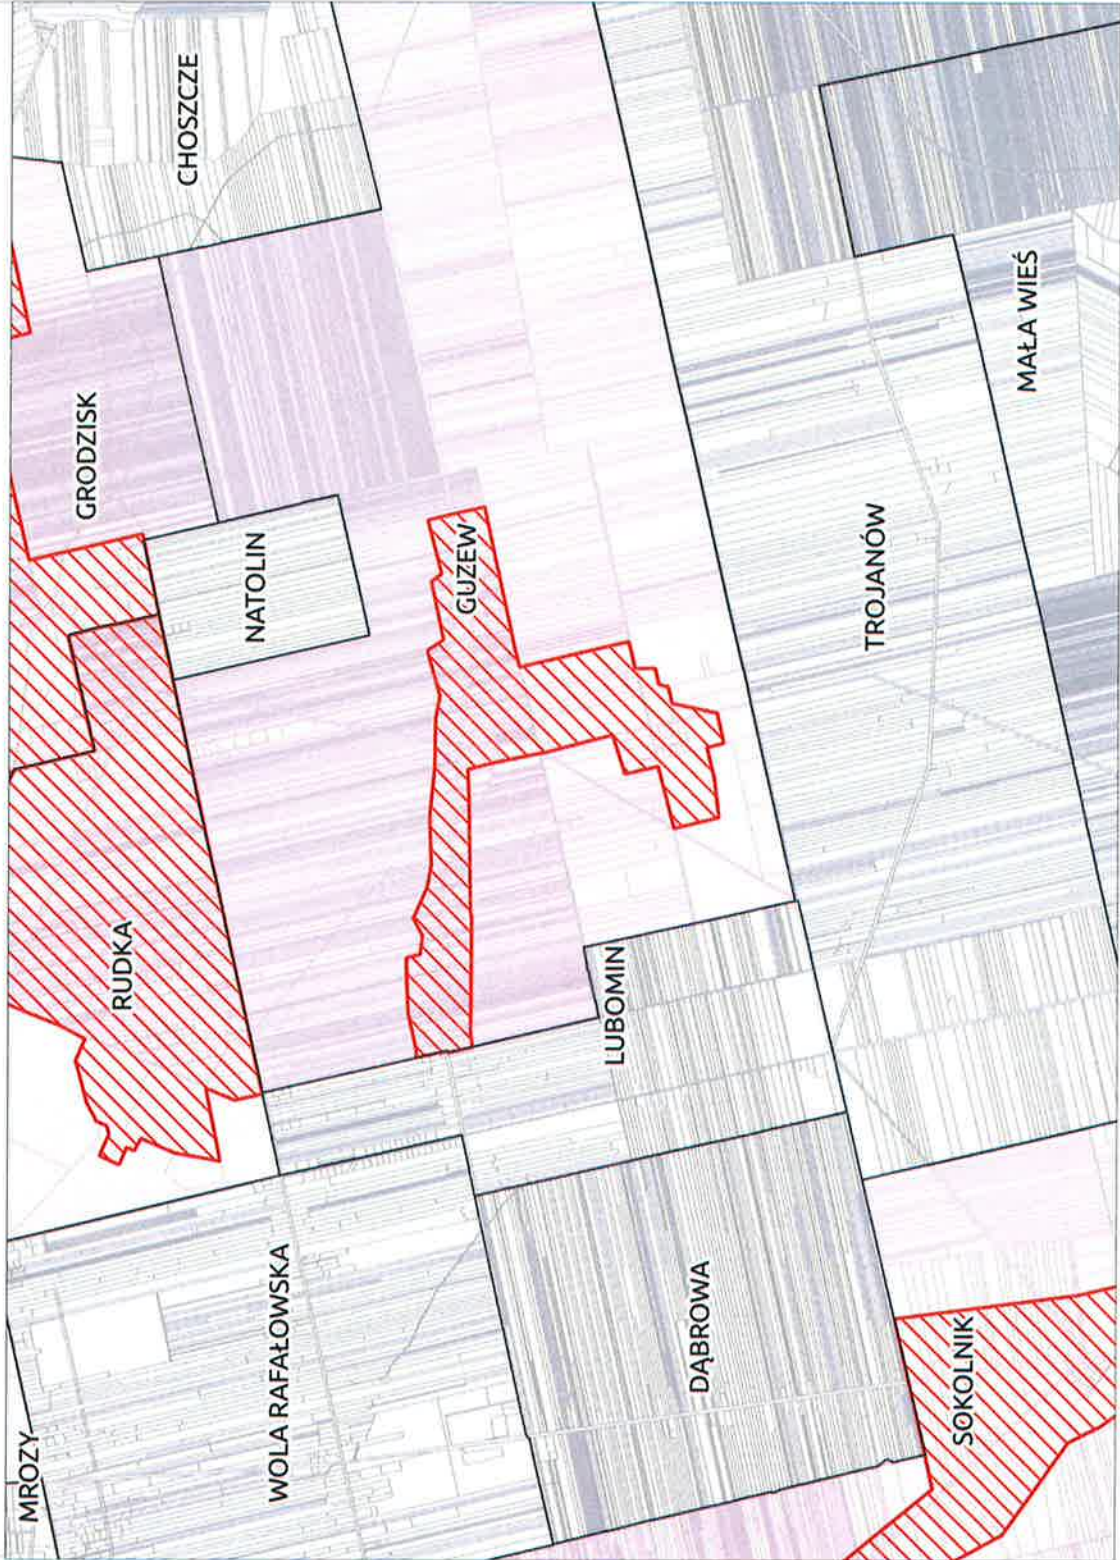 MROZY
GRODZISK
RUDKA
CHOSZCZE
NATOLIN
WOLA RAFAŁOWSKA
GUZEW
LUBOMIN
DĄBROWA
TROJANÓW
SOKOLNIK
MAŁA WIEŚ